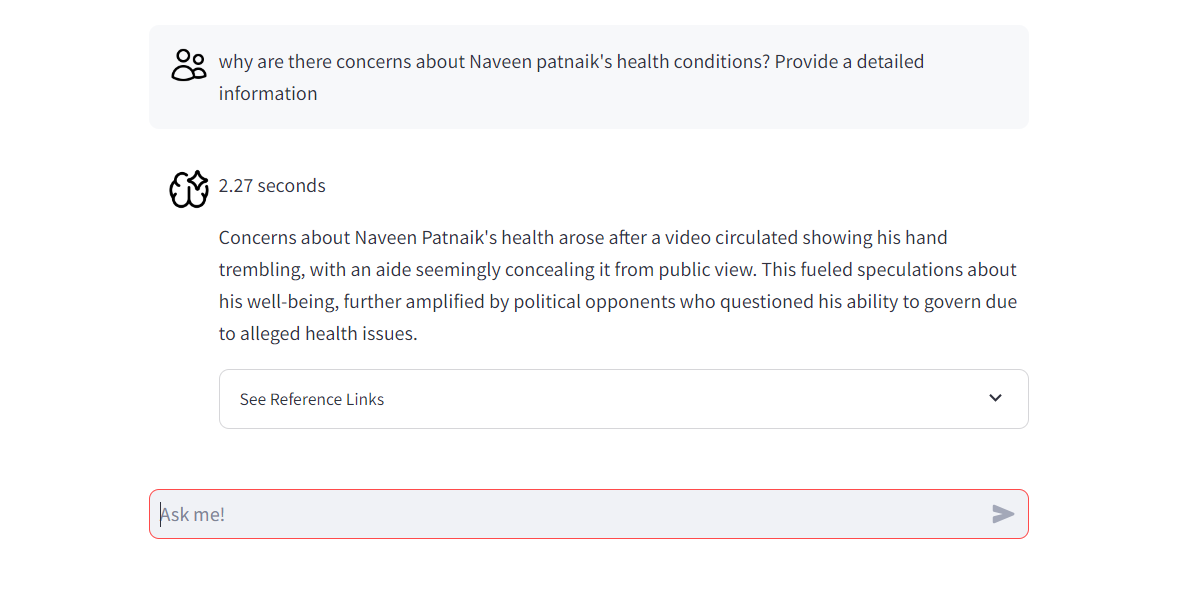 why are there concerns about Naveen patnaik's health conditions? Provide a detailed
information
2.27 seconds
Concerns about Naveen Patnaik's health arose after a video circulated showing his hand
trembling, with an aide seemingly concealing it from public view. This fueled speculations about
his well-being, further amplified by political opponents who questioned his ability to govern due
to alleged health issues.
See Reference Links
Ask me!